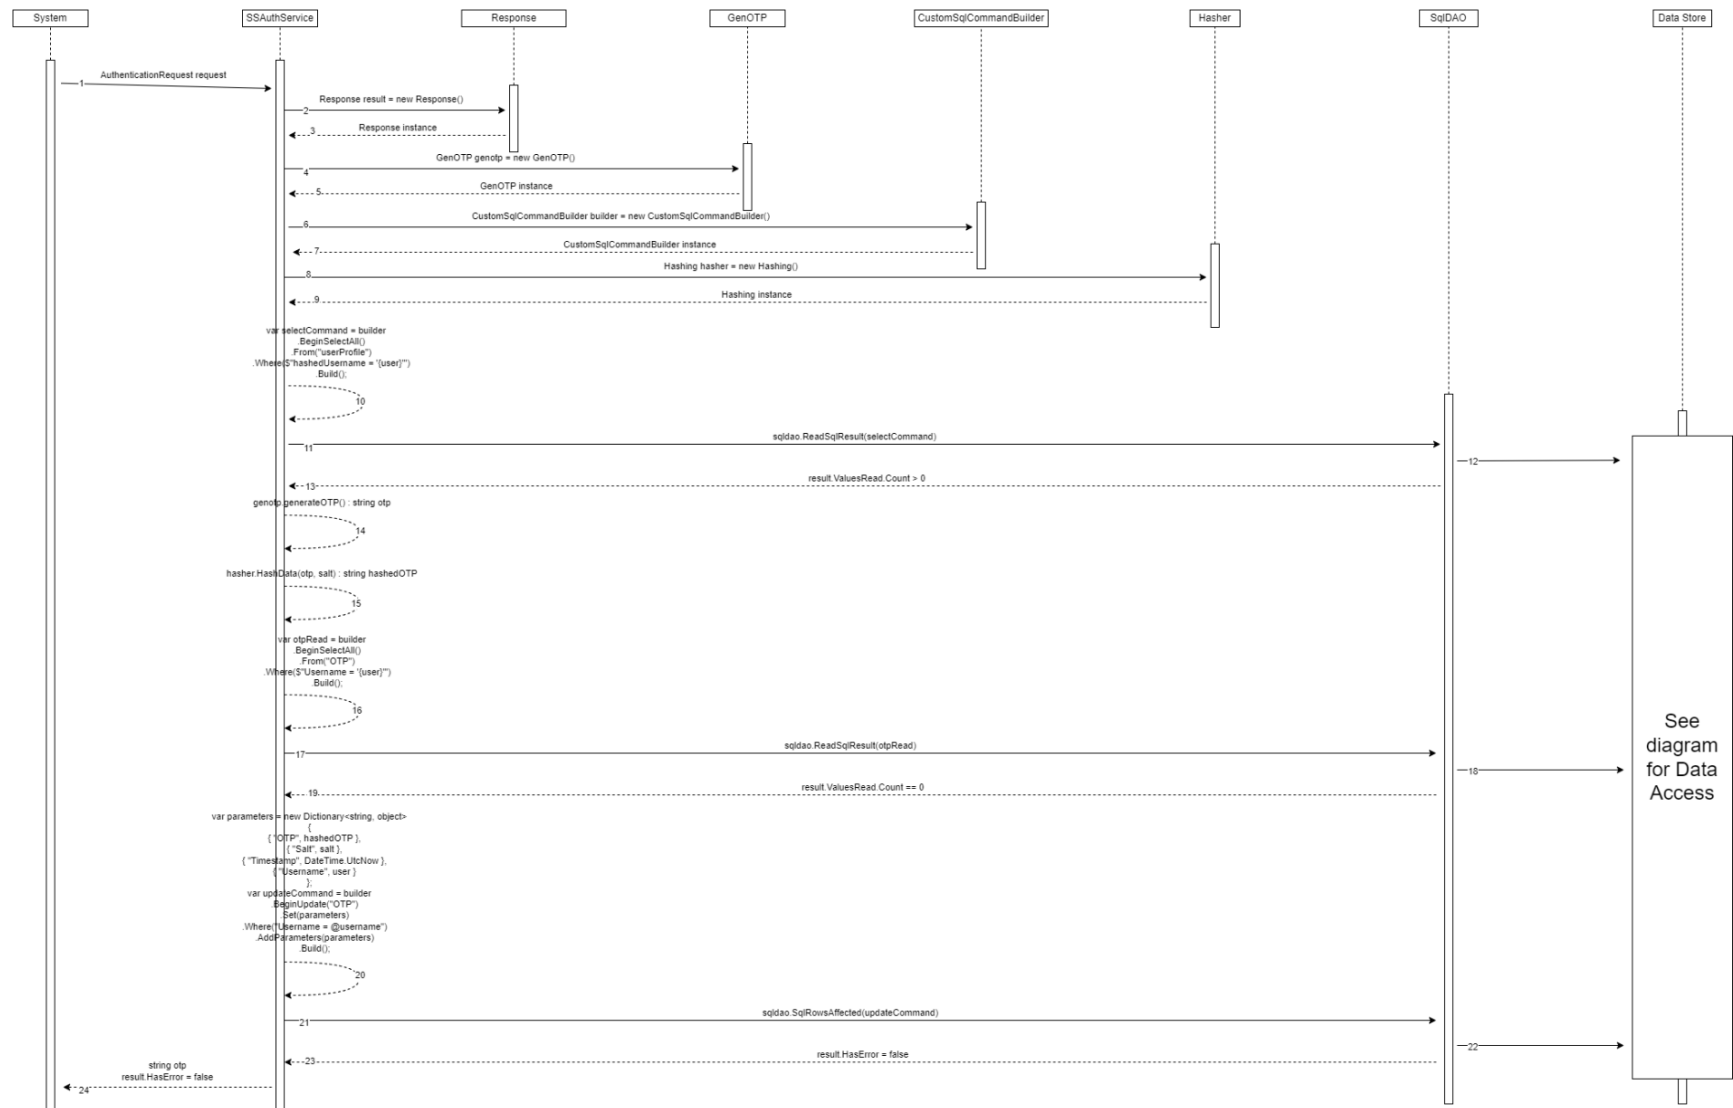 System
SSAuthService
Response
GenOTP
CustomSqlCommandBuilder
Hasher
SqlDAO
Data Store
AuthenticationRequest request
1
Response result = new Response()
2
Response instance
3
GenOTP genotp = new GenOTP()
4
GenOTP instance
5
CustomSqlCommandBuilder builder = new CustomSqlCommandBuilder()
6
CustomSqlCommandBuilder instance
7
Hashing hasher = new Hashing()
8
Hashing instance
9
var selectCommand = builder
.BeginSelectAll()
.From("userProfile")
.Where($"hashedUsername = '{user}'")
.Build();
10
sqldao.ReadSqlResult(selectCommand)
11
12
result.ValuesRead.Count > 0
13
genotp.generateOTP() : string otp
14
hasher.HashData(otp, salt) : string hashedOTP
15
var otpRead = builder
.BeginSelectAll()
.From("OTP")
.Where($"Username = '{user}'")
.Build();
16
sqldao.ReadSqlResult(otpRead)
17
18
result.ValuesRead.Count == 0
19
See
diagram
for Data
Access
var parameters = new Dictionary<string, object>
{
{ "OTP", hashedOTP },
{ "Salt", salt },
{ "Timestamp", DateTime.UtcNow },
{ "Username", user }
};
var updateCommand = builder
.BeginUpdate("OTP")
.Set(parameters)
.Where("Username = @username")
.AddParameters(parameters)
.Build();
20
sqldao.SqlRowsAffected(updateCommand)
21
22
result.HasError = false
23
string otp
result.HasError = false
24